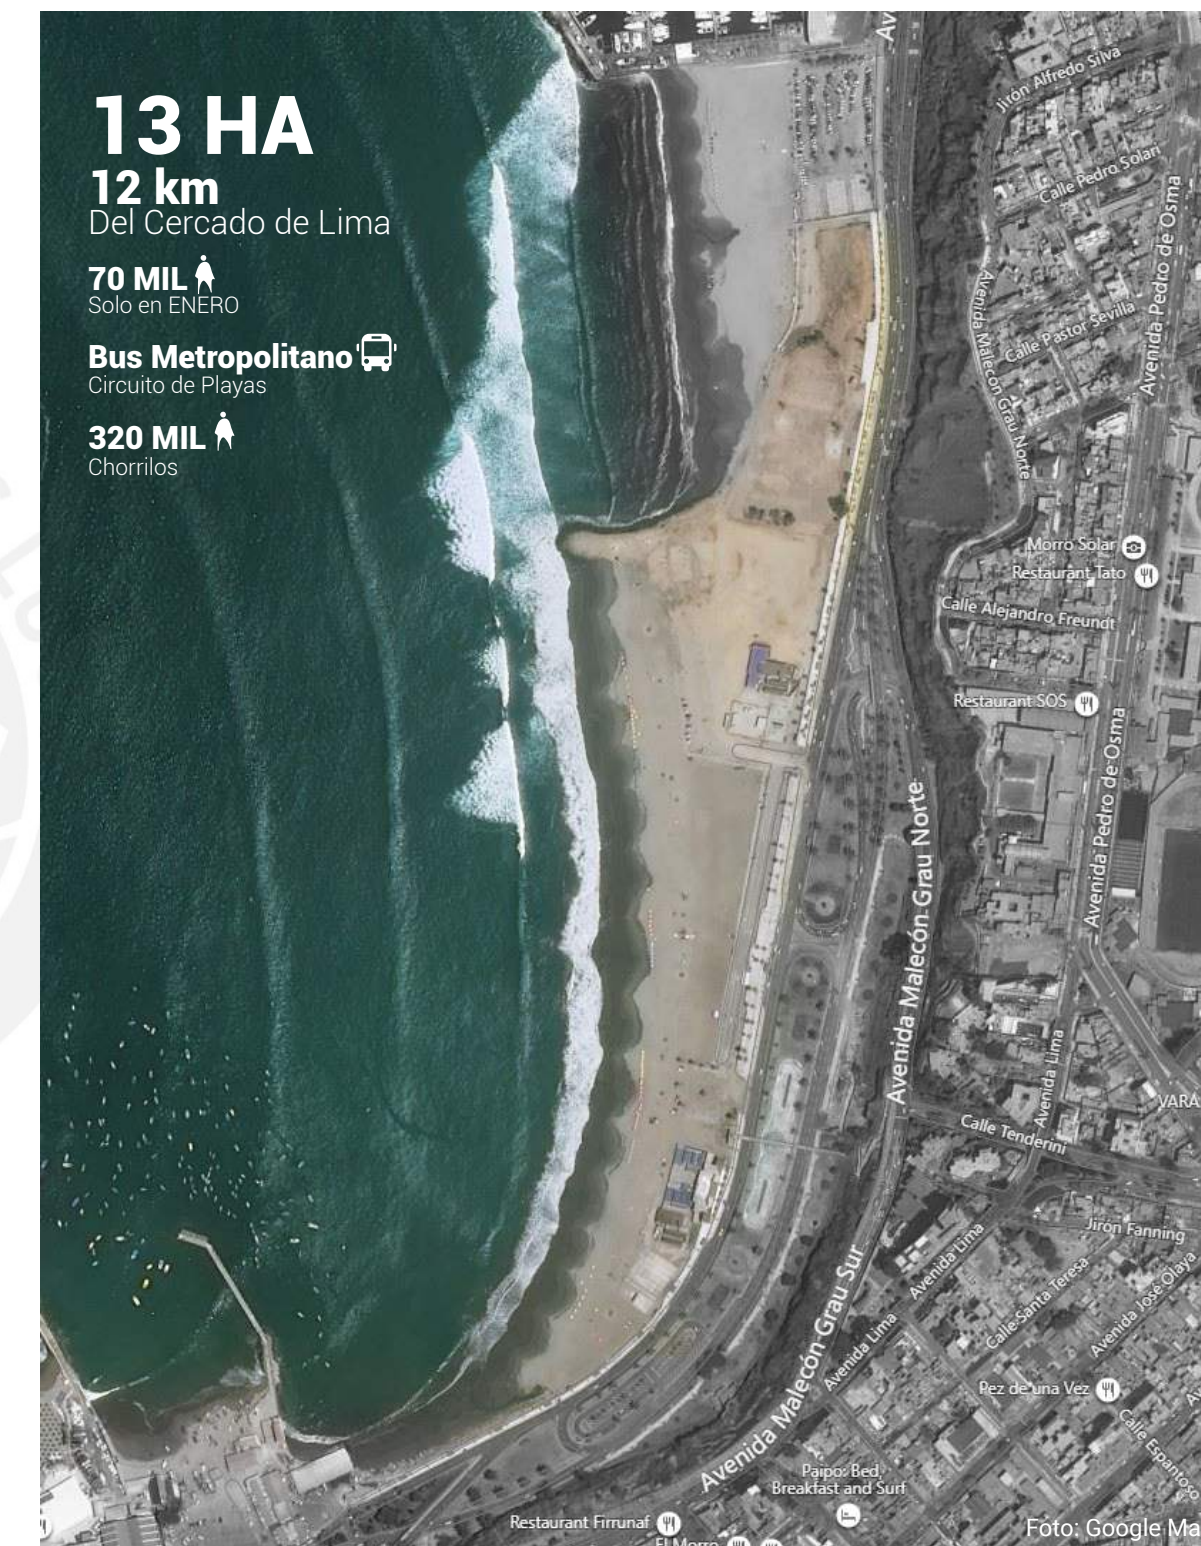 13 HA
12 km
Del Cercado de Lima
70 MIL
Solo en ENERO
Bus Metropolitano
Circuito de Playas
320 MIL
Chorrilos
Av
Jirón Alfredo Silva
Calle Pedro Solari
Avenida Pedro de Osma
Avenida Malecón Grau Norte
Calle Pastor Sevilla
Morro Solar
Restaurant Tato
Calle Alejandro Freundt
Restaurant SOS
Avenida Pedro de Osma
Avenida Malecón Grau Norte
Avenida Lima
VARA
Calle Tenderini
Jirón Fanning
Avenida Lima
Calle Santa Teresa
Avenida José Olaya
Avenida Malecón Grau Sur
Avenida Lima
Pez de una Vez
Calle Espantoso
Paipo: Bed,
Breakfast and Surf
Restaurant Firrunaf
El Morro
Foto: Google Ma